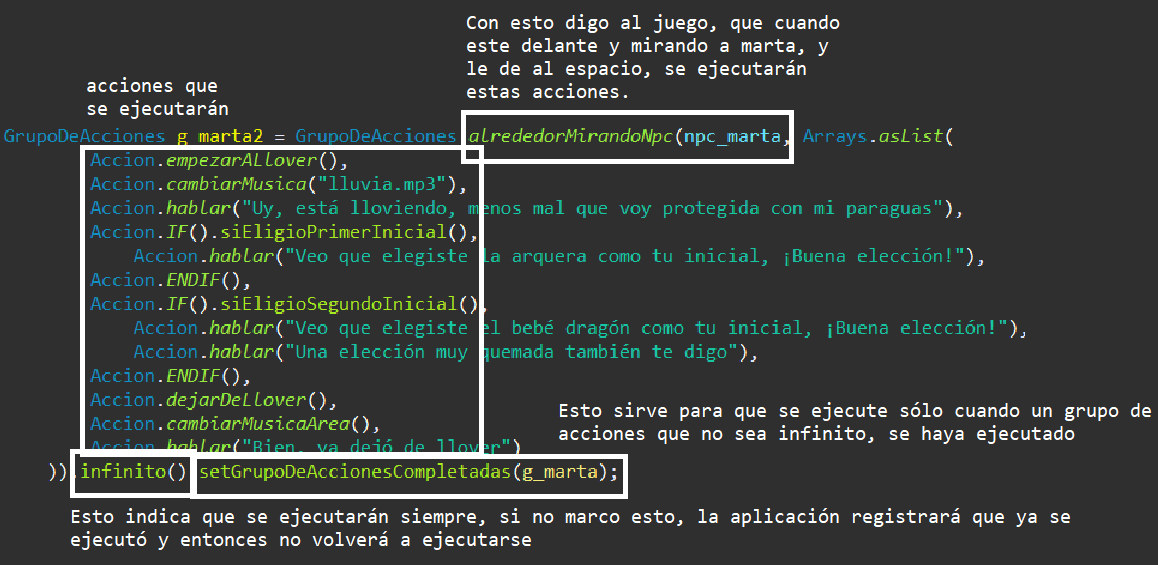 Con esto digo al juego, que cuando
este delante y mirando a marta, y
le de al espacio, se ejecutarán
estas acciones.
acciones que
se ejecutarán
GrupoDeAcciones g_marta2 = GrupoDeAcciones.alrededorMirandoNpc(npc_marta, Arrays.asList(
Accion.empezarALlover(),
Accion.cambiarMusica("lluvia.mp3"),
Accion.hablar("Uy, está lloviendo, menos mal que voy protegida con mi paraguas"),
Accion.IF().siEligioPrimerInicial(),
Accion.hablar("Veo que elegiste la arquera como tu inicial, ¡Buena elección!"),
Accion.ENDIF(),
Accion.IF().siEligioSegundoInicial(),
Accion.hablar("Veo que elegiste el bebé dragón como tu inicial, ¡Buena elección!"),
Accion.hablar("Una elección muy quemada también te digo"),
Accion.ENDIF(),
Accion.dejarDeLlover(),
Accion.cambiarMusicaArea(),
Accion.hablar("Bien, ya dejó de llover")
)).infinito().setGrupoDeAccionesCompletadas(g_marta);
Esto sirve para que se ejecute sólo cuando un grupo de
acciones que no sea infinito, se haya ejecutado
Esto indica que se ejecutarán siempre, si no marco esto, la aplicación registrará que ya se
ejecutó y entonces no volverá a ejecutarse